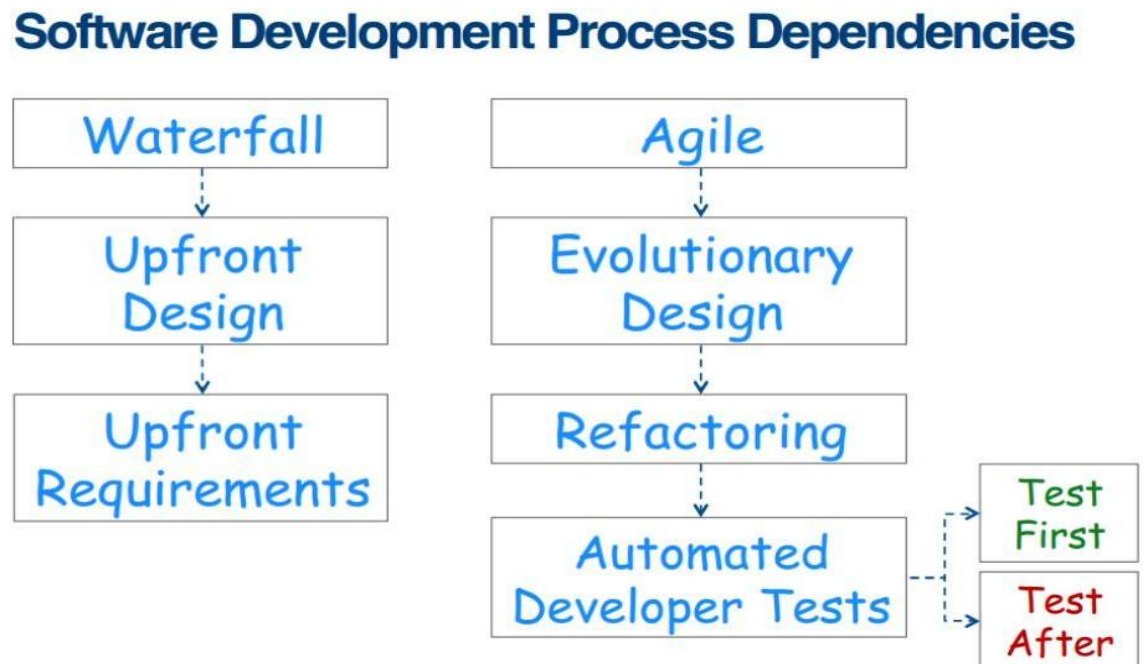 Software Development Process Dependencies
Waterfall
Upfront
Design
Upfront
Requirements
Agile
Evolutionary
Design
Refactoring
Automated
Developer Tests
Test
First
Test
After